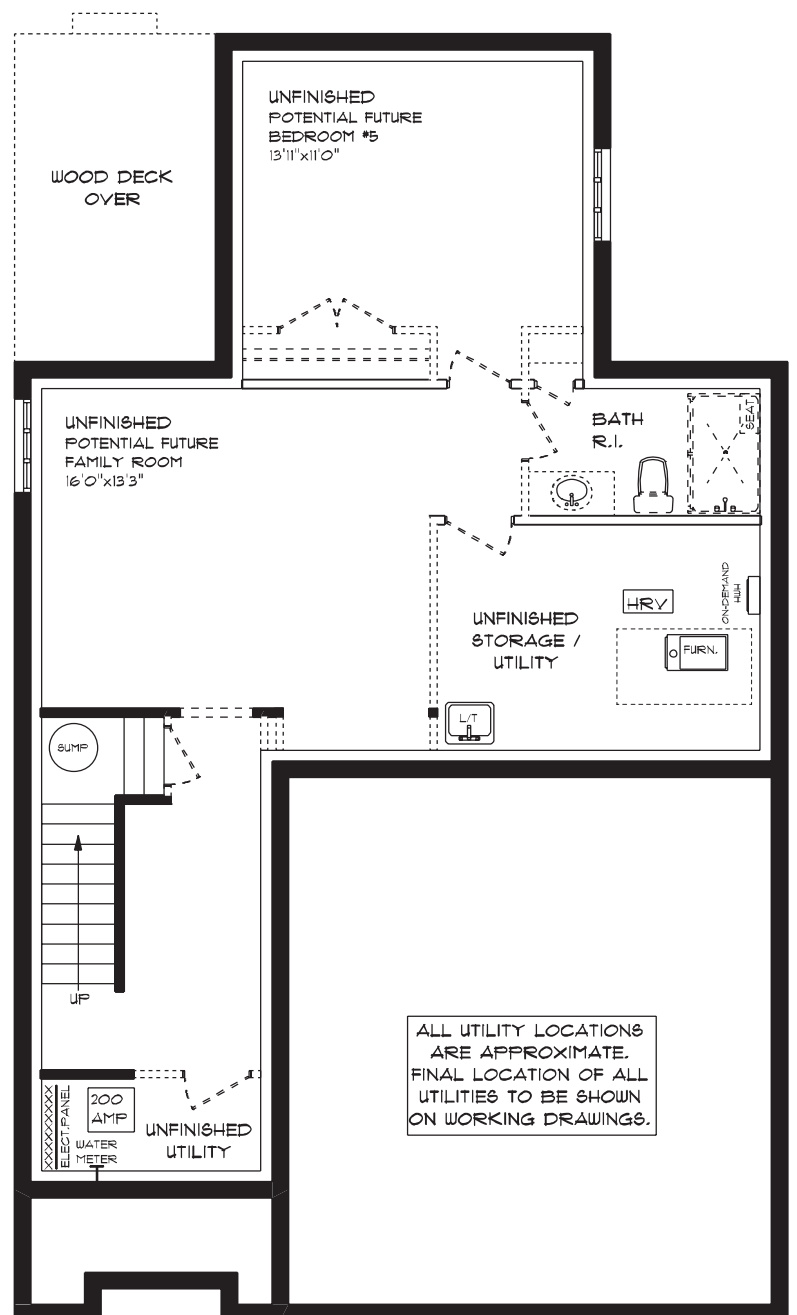 UNFINISHED
POTENTIAL FUTURE
BEDROOM #5
13'11"x11'0"
WOOD DECK
OVER
UNFINISHED
POTENTIAL FUTURE
FAMILY ROOM
16'0"x13'3"
BATH
R.I.
SEAT
ON-DEMAND
HWH
HRV
UNFINISHED
STORAGE /
UTILITY
FURN.
L/T
SUMP
UP
ALL UTILITY LOCATIONS
ARE APPROXIMATE.
FINAL LOCATION OF ALL
UTILITIES TO BE SHOWN
ON WORKING DRAWINGS.
XXXXXXXXXX
ELECT.PANEL
200
AMP
WATER
METER
UNFINISHED
UTILITY